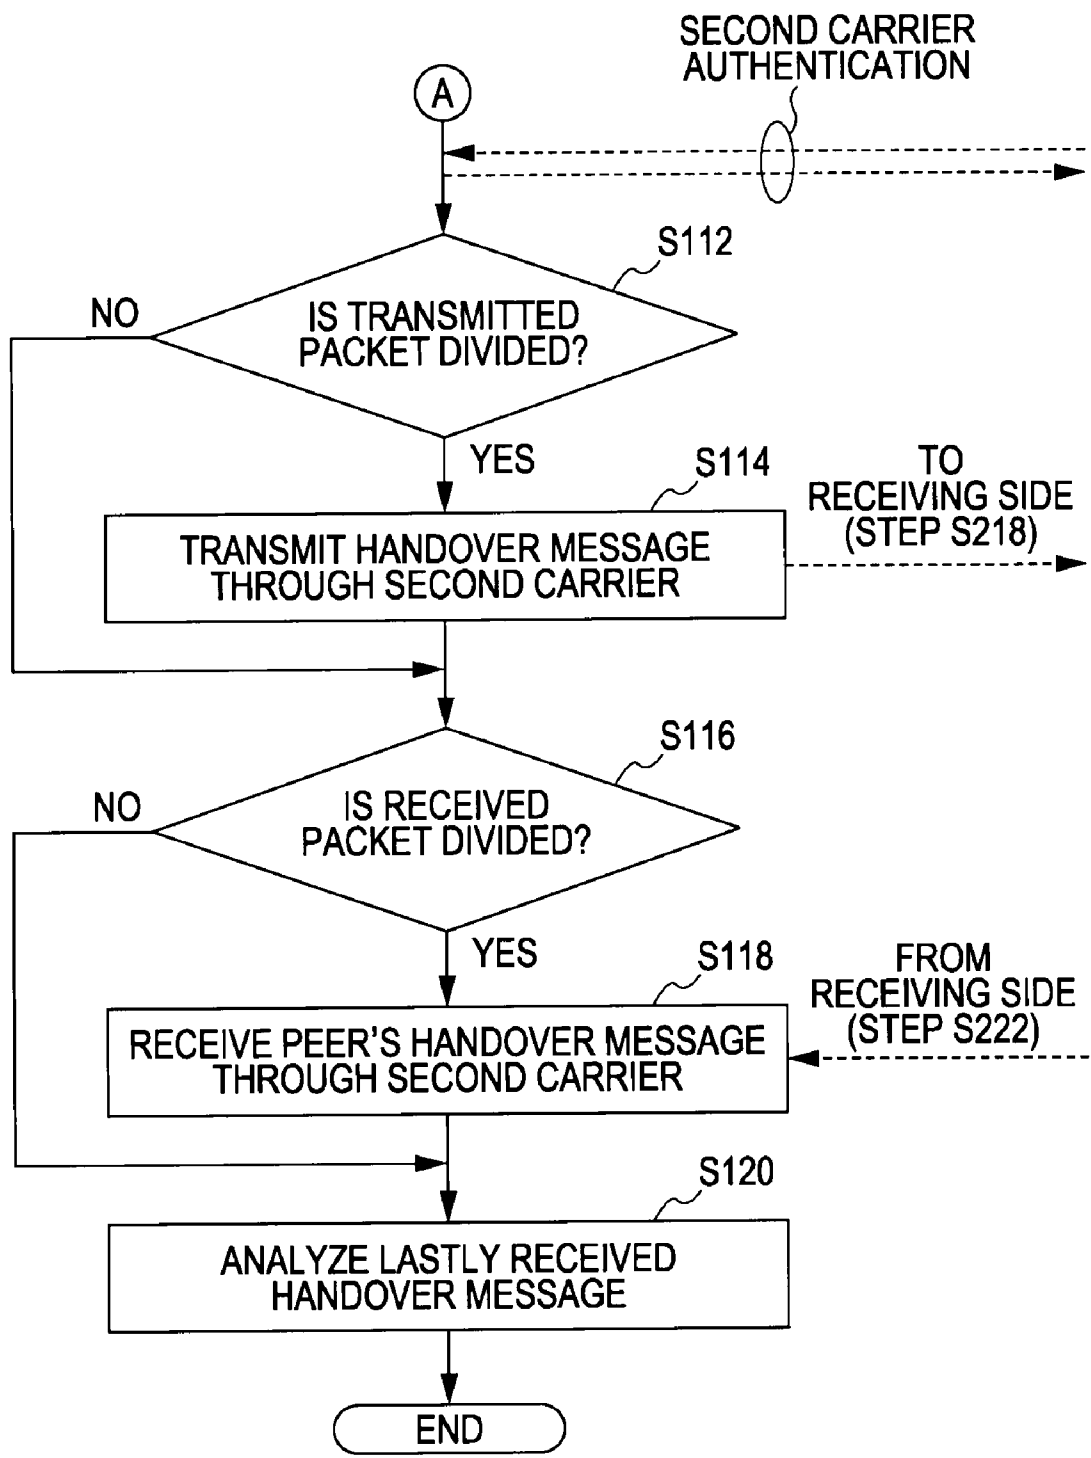 SECOND CARRIER
AUTHENTICATION
A
S112
NO
IS TRANSMITTED
PACKET DIVIDED?
YES
S114
TO
RECEIVING SIDE
(STEP S218)
TRANSMIT HANDOVER MESSAGE
THROUGH SECOND CARRIER
S116
NO
IS RECEIVED
PACKET DIVIDED?
YES
S118
FROM
RECEIVING SIDE
(STEP S222)
RECEIVE PEER'S HANDOVER MESSAGE
THROUGH SECOND CARRIER
S120
ANALYZE LASTLY RECEIVED
HANDOVER MESSAGE
END